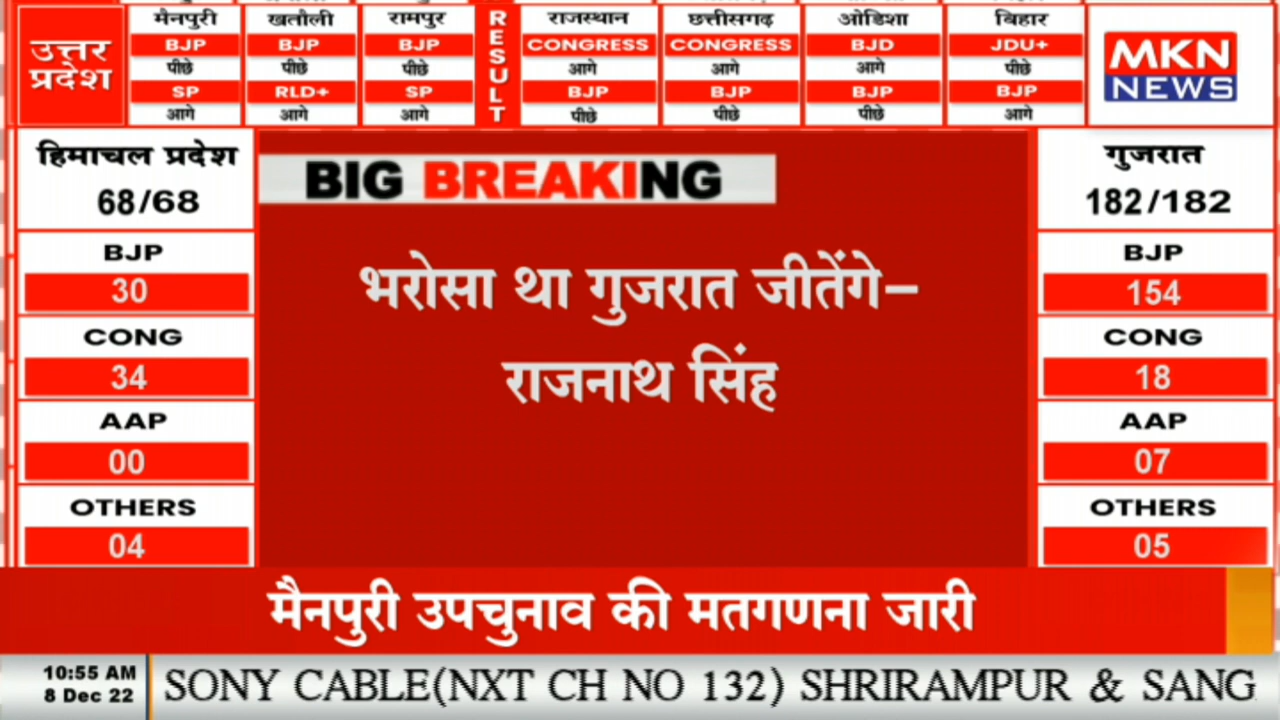 उत्तर प्रदेश
मैनपुरी
BJP
पीछे
SP
आगे
खतौली
BJP
पीछे
RLD+
आगे
रामपुर
BJP
पीछे
SP
आगे
RESULT
राजस्थान
CONGRESS
आगे
BJP
पीछे
छत्तीसगढ़
CONGRESS
आगे
BJP
पीछे
ओडिशा
BJD
आगे
BJP
पीछे
बिहार
JDU+
पीछे
BJP
आगे
MKN
NEWS
हिमाचल प्रदेश
68/68
BJP
30
CONG
34
AAP
00
OTHERS
04
BIG BREAKING
भरोसा था गुजरात जीतेंगे–
राजनाथ सिंह
गुजरात
182/182
BJP
154
CONG
18
AAP
07
OTHERS
05
मैनपुरी उपचुनाव की मतगणना जारी
10:55 AM
8 Dec 22
SONY CABLE(NXT CH NO 132) SHRIRAMPUR & SANG